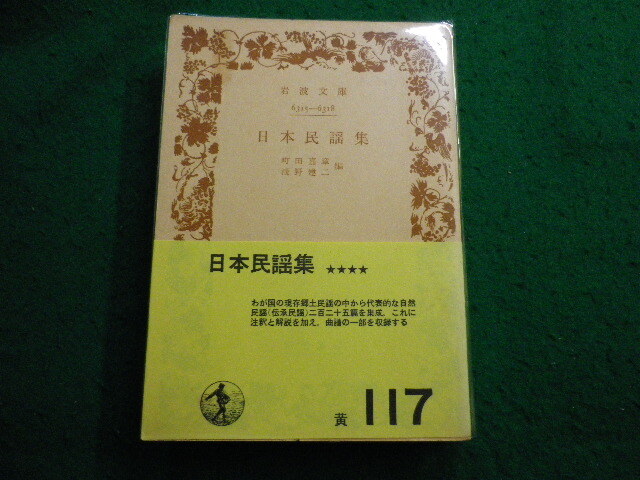 岩波文庫
6315—6318
日本民謡集
町田嘉章
浅野建二 編
日本民謡集 ★★★★
わが国の現存郷土民謡の中から代表的な自然
民謡(伝承民謡)二百二十五篇を集成。これに
注釈と解説を加え、曲譜の一部を収録する
黄 117